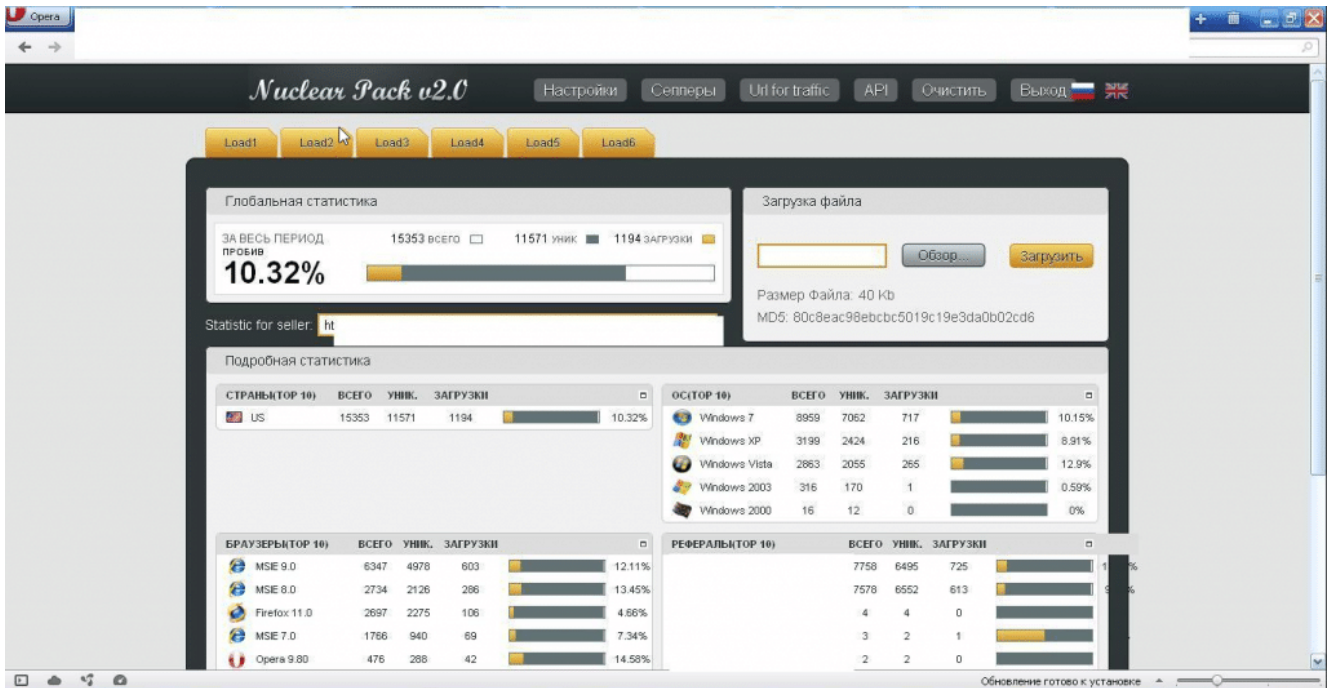 Opera
Nuclear Pack v2.0
Настройки
Селлеры
Url for traffic
API
Очистить
Выход
Load1 Load2 Load3 Load4 Load5 Load6
Глобальная статистика
ЗА ВЕСЬ ПЕРИОД 15353 ВСЕГО 11571 УНИК 1194 ЗАГРУЗКИ
ПРОБИВ
10.32%
Statistic for seller: ht
Загрузка файла
Обзор... Загрузить
Размер Файла: 40 Kb
MD5: 80c8eac98ebcbc5019c19e3da0b02cd6
Подробная статистика
СТРАНЫ(TOP 10) ВСЕГО УНИК. ЗАГРУЗКИ
US 15353 11571 1194 10.32%
ОС(TOP 10) ВСЕГО УНИК. ЗАГРУЗКИ
Windows 7 8959 7062 717 10.15%
Windows XP 3199 2424 216 8.91%
Windows Vista 2863 2055 265 12.9%
Windows 2003 316 170 1 0.59%
Windows 2000 16 12 0 0%
БРАУЗЕРЫ(TOP 10) ВСЕГО УНИК. ЗАГРУЗКИ
MSIE 9.0 6347 4978 603 12.11%
MSIE 8.0 2734 2126 286 13.45%
Firefox 11.0 2697 2275 106 4.66%
MSIE 7.0 1766 940 69 7.34%
Opera 9.80 476 288 42 14.58%
РЕФЕРАЛЫ(TOP 10) ВСЕГО УНИК. ЗАГРУЗКИ
7758 6495 725
7578 6552 613
4 4 0
3 2 1
2 2 0
Обновление готово к установке